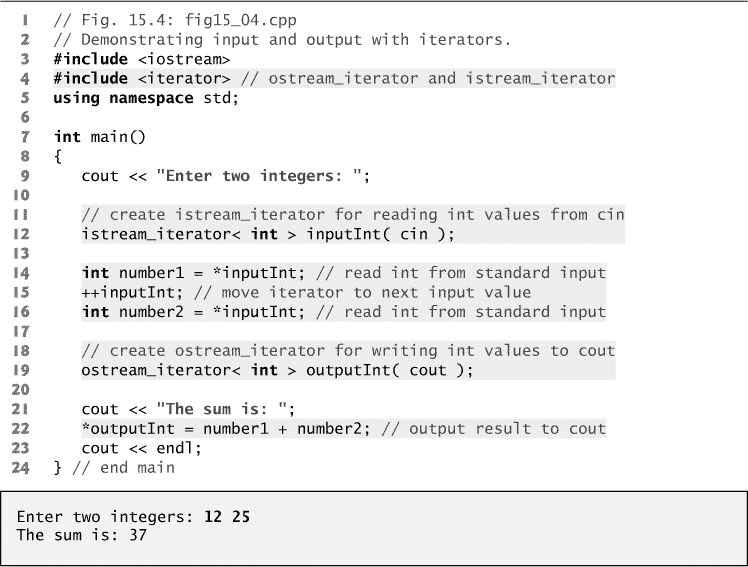 1 // Fig. 15.4: fig15_04.cpp
2 // Demonstrating input and output with iterators.
3 #include <iostream>
4 #include <iterator> // ostream_iterator and istream_iterator
5 using namespace std;
6
7 int main()
8 {
9 cout << "Enter two integers: ";
10
11 // create istream_iterator for reading int values from cin
12 istream_iterator< int > inputInt( cin );
13
14 int number1 = *inputInt; // read int from standard input
15 ++inputInt; // move iterator to next input value
16 int number2 = *inputInt; // read int from standard input
17
18 // create ostream_iterator for writing int values to cout
19 ostream_iterator< int > outputInt( cout );
20
21 cout << "The sum is: ";
22 *outputInt = number1 + number2; // output result to cout
23 cout << endl;
24 } // end main
Enter two integers: 12 25
The sum is: 37